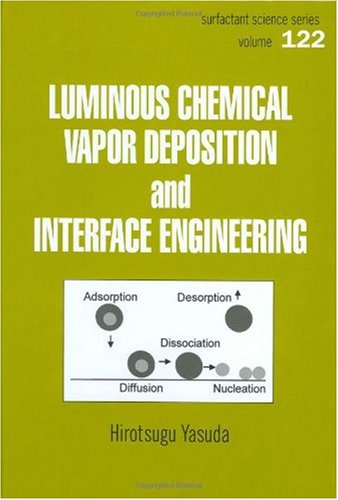 surfactant science series
volume 122
LUMINOUS CHEMICAL
VAPOR DEPOSITION
and
INTERFACE ENGINEERING
Adsorption
Desorption
Dissociation
Diffusion
Nucleation
Hirotsugu Yasuda